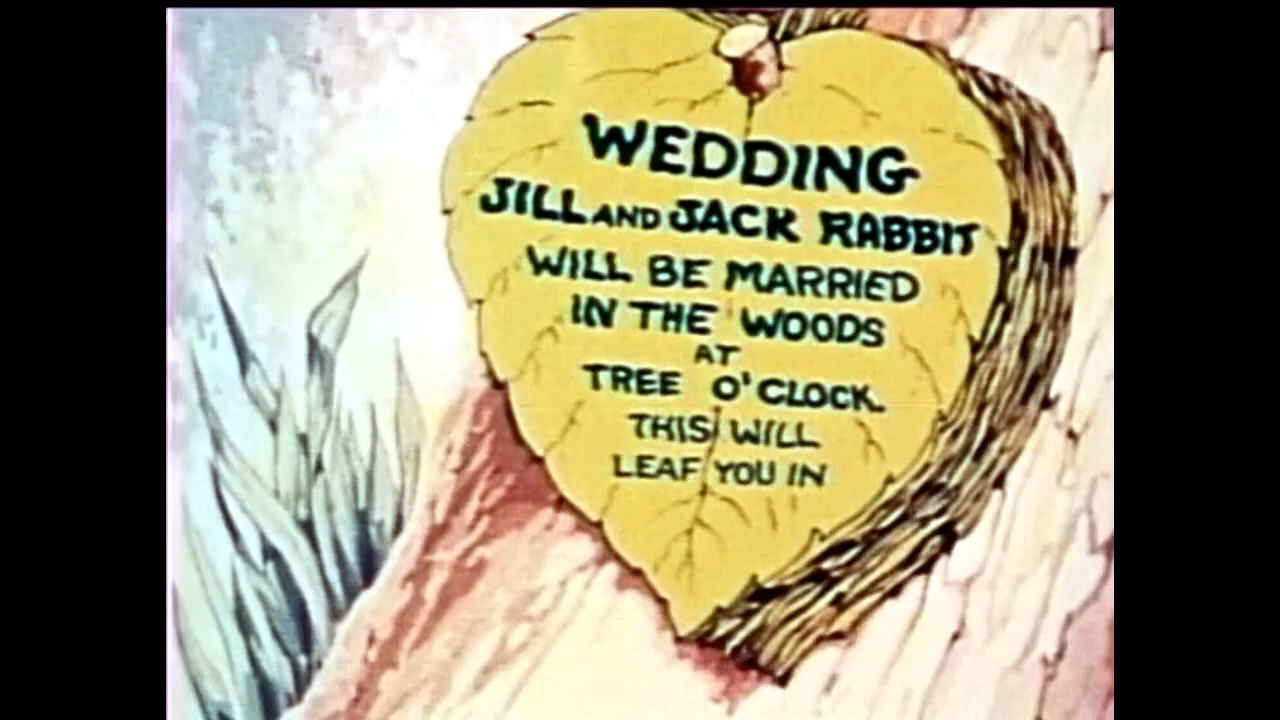 WEDDING
JILL AND JACK RABBIT
WILL BE MARRIED
IN THE WOODS
AT
TREE O'CLOCK.
THIS WILL
LEAF YOU IN